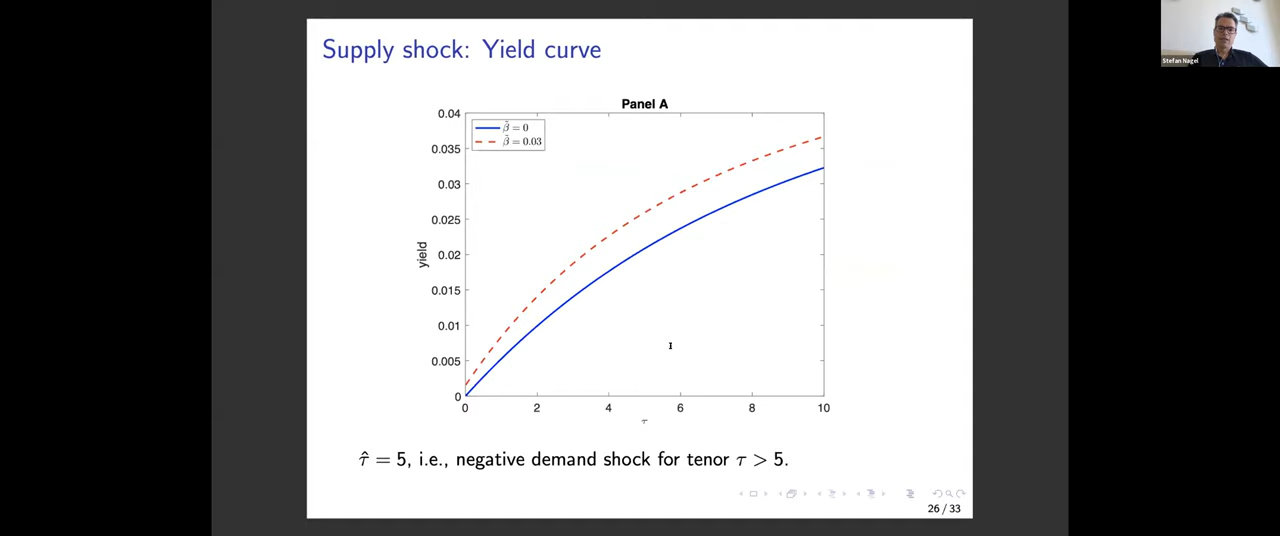 Stefan Nagel
Supply shock: Yield curve
Panel A
0.04
0.035
0.03
0.025
0.02
0.015
0.01
0.005
0
yield
β̂ = 0
β̂ = 0.03
0 2 4 6 8 10
τ
τ̂ = 5, i.e., negative demand shock for tenor τ > 5.
26 / 33